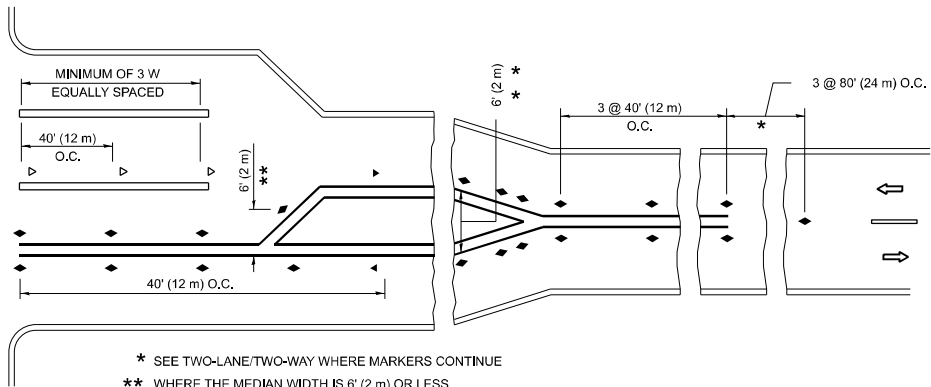 MINIMUM OF 3 W
EQUALLY SPACED
40' (12 m)
O.C.
6' (2 m)
**
40' (12 m) O.C.
6' (2 m)
**
3 @ 40' (12 m)
O.C.
3 @ 80' (24 m) O.C.
*
* SEE TWO-LANE/TWO-WAY WHERE MARKERS CONTINUE
** WHERE THE MEDIAN WIDTH IS 6' (2 m) OR LESS